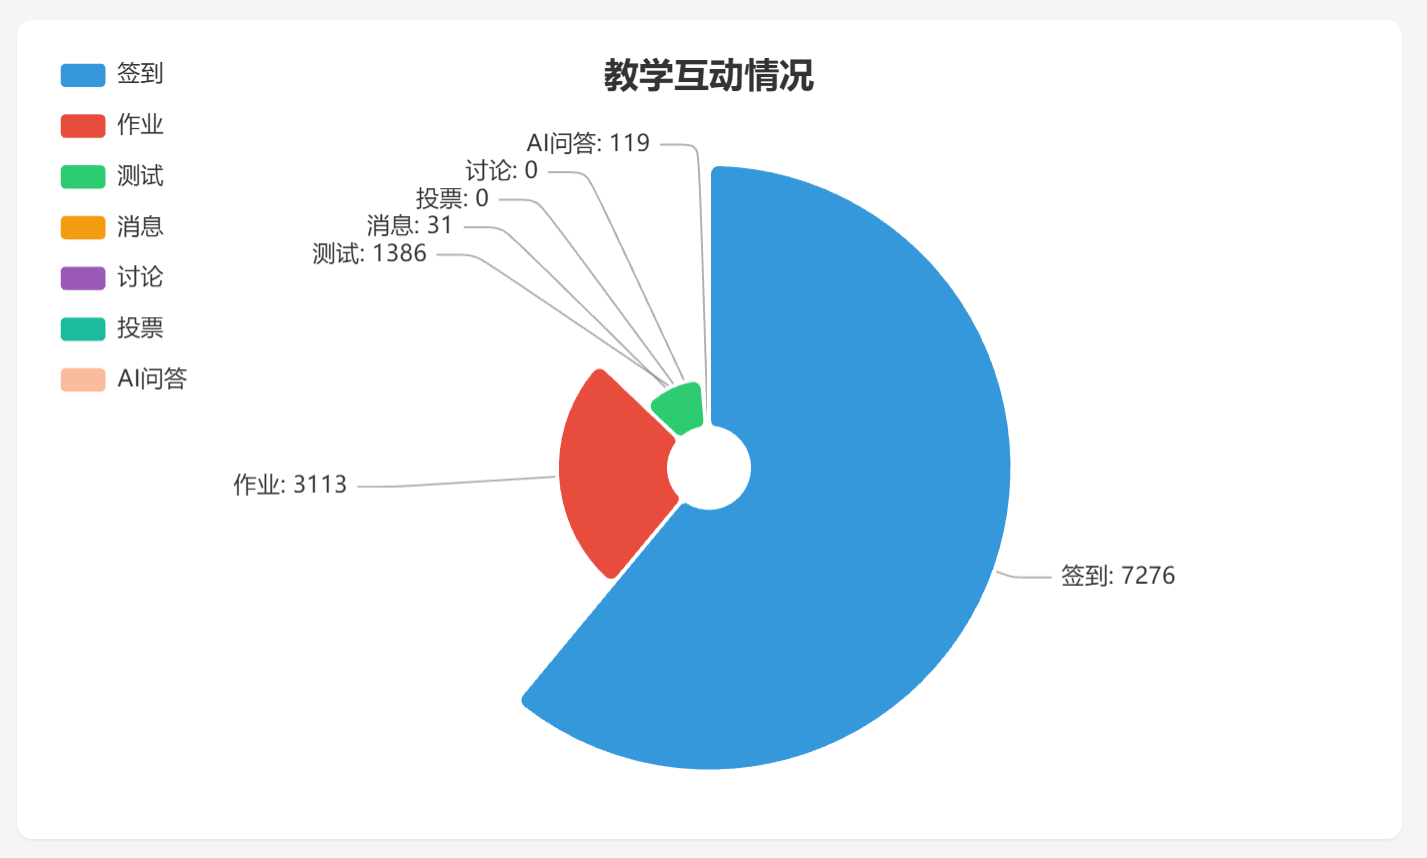 教学互动情况
签到
作业
测试
消息
讨论
投票
AI问答
AI问答: 119
讨论: 0
投票: 0
消息: 31
测试: 1386
作业: 3113
签到: 7276